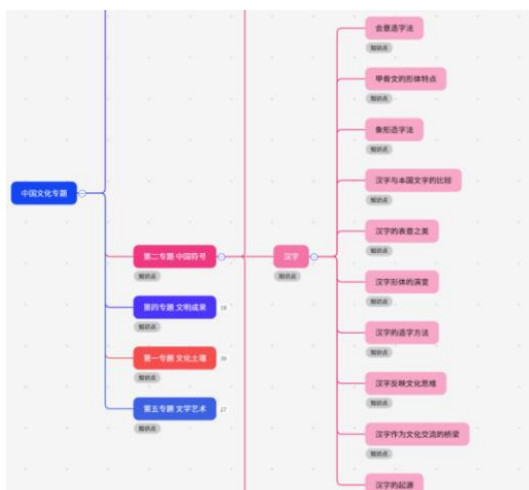 会意造字法
知识点
甲骨文的形体特点
知识点
象形造字法
知识点
汉字与本国文字的比较
知识点
中国文化专题
汉字的表意之美
知识点
第二专题 中国符号
知识点
汉字
知识点
汉字形体的演变
知识点
第四专题 文明成果
知识点
汉字的造字方法
知识点
第一专题 文化土壤
知识点
汉字反映文化思维
知识点
第五专题 文学艺术
27
知识点
汉字作为文化交流的桥梁
知识点
汉字的起源